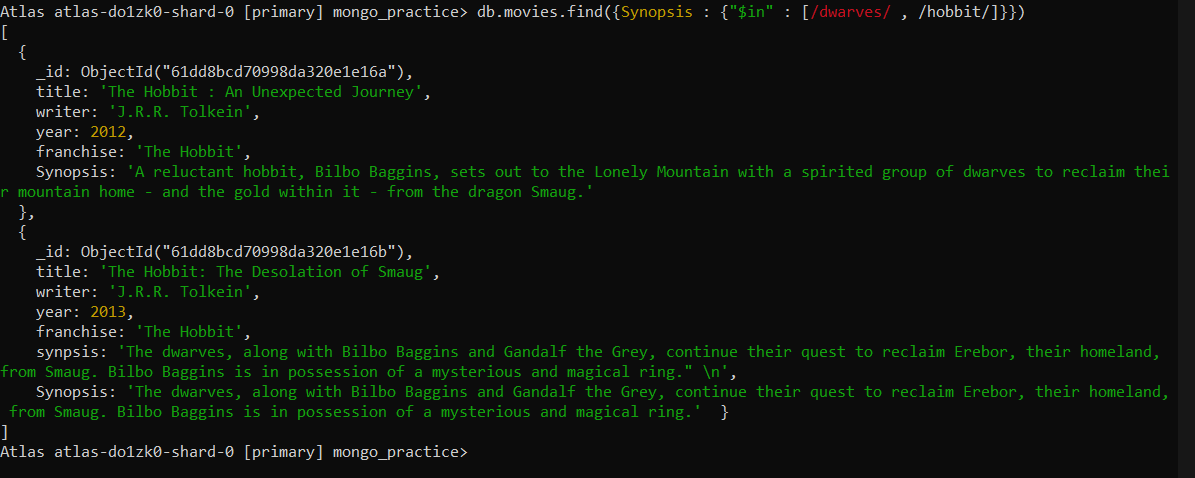 Atlas atlas-do1zk0-shard-0 [primary] mongo_practice> db.movies.find({Synopsis : {"$in" : [/dwarves/ , /hobbit/]}})
[
  {
    _id: ObjectId("61dd8bcd70998da320e1e16a"),
    title: 'The Hobbit : An Unexpected Journey',
    writer: 'J.R.R. Tolkein',
    year: 2012,
    franchise: 'The Hobbit',
    Synopsis: 'A reluctant hobbit, Bilbo Baggins, sets out to the Lonely Mountain with a spirited group of dwarves to reclaim thei
r mountain home - and the gold within it - from the dragon Smaug.'
  },
  {
    _id: ObjectId("61dd8bcd70998da320e1e16b"),
    title: 'The Hobbit: The Desolation of Smaug',
    writer: 'J.R.R. Tolkein',
    year: 2013,
    franchise: 'The Hobbit',
    synpsis: 'The dwarves, along with Bilbo Baggins and Gandalf the Grey, continue their quest to reclaim Erebor, their homeland,
from Smaug. Bilbo Baggins is in possession of a mysterious and magical ring." \n',
    Synopsis: 'The dwarves, along with Bilbo Baggins and Gandalf the Grey, continue their quest to reclaim Erebor, their homeland,
 from Smaug. Bilbo Baggins is in possession of a mysterious and magical ring.'  }
]
Atlas atlas-do1zk0-shard-0 [primary] mongo_practice>